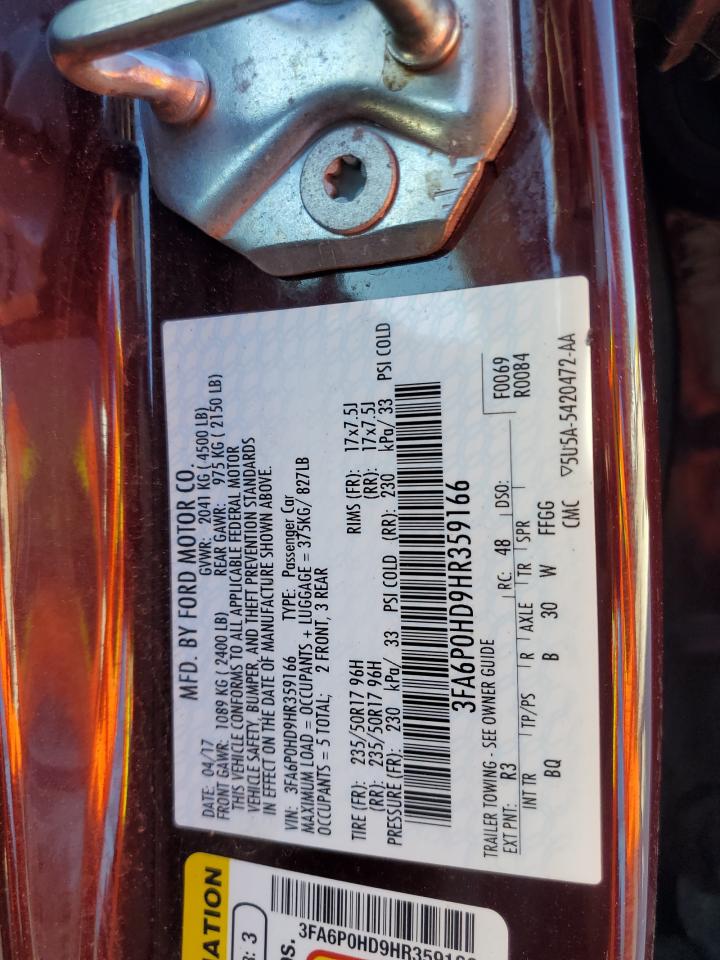 MFD. BY FORD MOTOR CO.
DATE: 04/17 GVWR: 2041 KG ( 4500 LB)
FRONT GAWR: 1089 KG ( 2400 LB) REAR GAWR: 975 KG ( 2150 LB)
THIS VEHICLE CONFORMS TO ALL APPLICABLE FEDERAL MOTOR
VEHICLE SAFETY, BUMPER, AND THEFT PREVENTION STANDARDS
IN EFFECT ON THE DATE OF MANUFACTURE SHOWN ABOVE.
VIN: 3FA6P0HD9HR359166 TYPE: Passenger Car
MAXIMUM LOAD = OCCUPANTS + LUGGAGE = 375KG/ 827LB
OCCUPANTS = 5 TOTAL; 2 FRONT, 3 REAR
TIRE (FR): 235/50R17 96H RIMS (FR): 17x7.5J
(RR): 235/50R17 96H (RR): 17x7.5J
PRESSURE (FR): 230 kPa/ 33 PSI COLD (RR): 230 kPa/ 33 PSI COLD
3FA6P0HD9HR359166
TRAILER TOWING - SEE OWNER GUIDE
F0069
EXT PNT: R3 RC: 48 DSO: R0084
INT TR TP/PS R AXLE TR SPR
BQ B 30 W FFGG
CMC
▽5U5A-5420472-AA
3FA6P0HD9HR359166